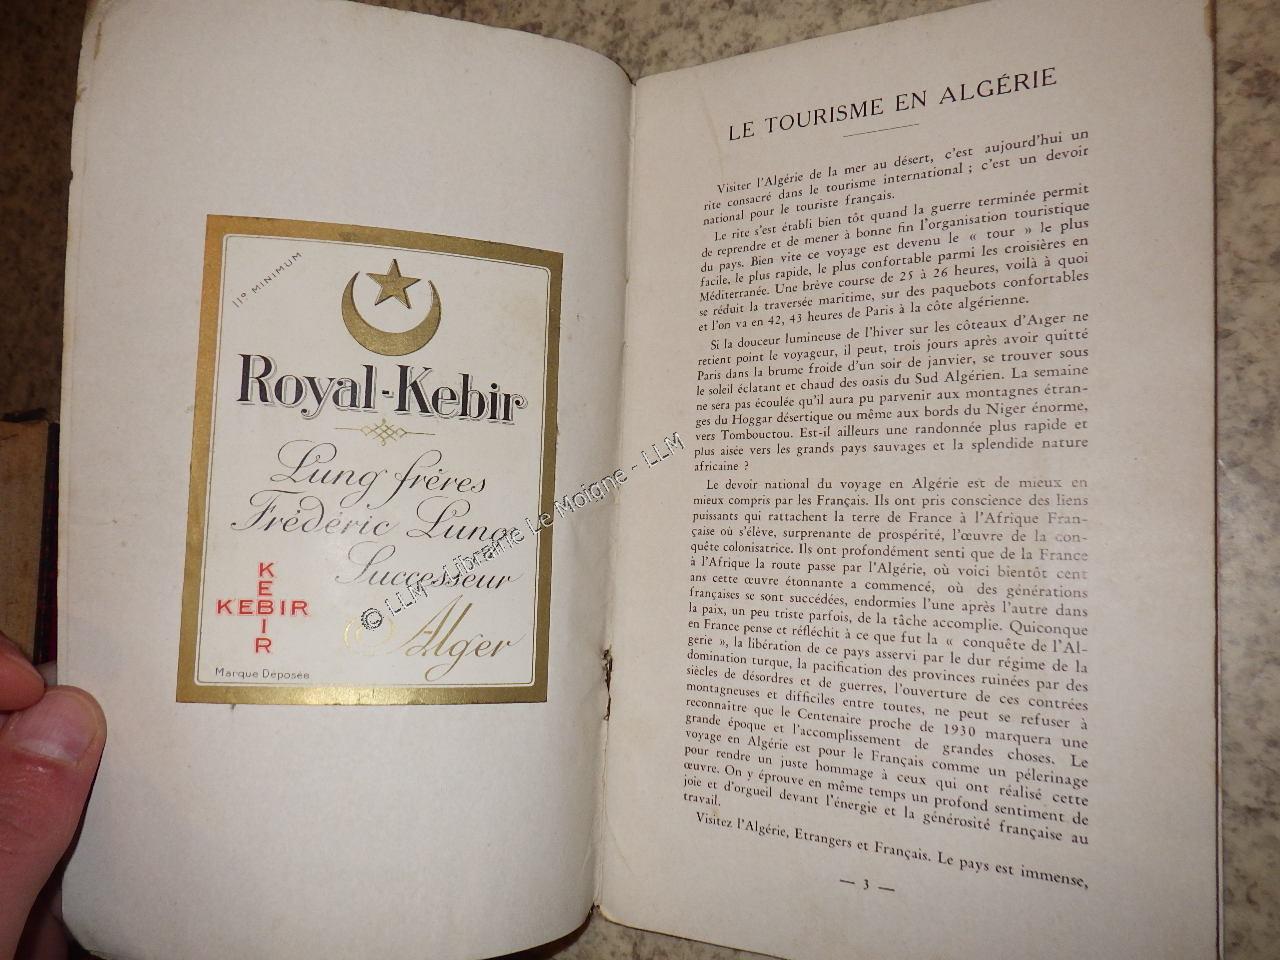 11° MINIMUM
Royal-Kebir
Lung frères
Frédéric Lung
Successeur
Alger
KEBIR
KEBIR
Marque Déposée
© LLM - Librairie Le Moigne - LLM
LE TOURISME EN ALGÉRIE
Visiter l'Algérie de la mer au désert, c'est aujourd'hui un
rite consacré dans le tourisme international ; c'est un devoir
national pour le touriste français.
Le rite s'est établi bien tôt quand la guerre terminée permit
de reprendre et de mener à bonne fin l'organisation touristique
du pays. Bien vite ce voyage est devenu le « tour » le plus
facile, le plus rapide, le plus confortable parmi les croisières en
Méditerranée. Une brève course de 25 à 26 heures, voilà à quoi
se réduit la traversée maritime, sur des paquebots confortables
et l'on va en 42, 43 heures de Paris à la côte algérienne.
Si la douceur lumineuse de l'hiver sur les côteaux d'Alger ne
retient point le voyageur, il peut, trois jours après avoir quitté
Paris dans la brume froide d'un soir de janvier, se trouver sous
le soleil éclatant et chaud des oasis du Sud Algérien. La semaine
ne sera pas écoulée qu'il aura pu parvenir aux montagnes étran-
ges du Hoggar désertique ou même aux bords du Niger énorme,
vers Tombouctou. Est-il ailleurs une randonnée plus rapide et
plus aisée vers les grands pays sauvages et la splendide nature
africaine ?
Le devoir national du voyage en Algérie est de mieux en
mieux compris par les Français. Ils ont pris conscience des liens
puissants qui rattachent la terre de France à l'Afrique Fran-
çaise où s'élève, surprenante de prospérité, l'œuvre de la con-
quête colonisatrice. Ils ont profondément senti que de la France
à l'Afrique la route passe par l'Algérie, où voici bientôt cent
ans cette œuvre étonnante a commencé, où des générations
françaises se sont succédées, endormies l'une après l'autre dans
la paix, un peu triste parfois, de la tâche accomplie. Quiconque
en France pense et réfléchit à ce que fut la « conquête de l'Al-
gerie », la libération de ce pays asservi par le dur régime de la
domination turque, la pacification des provinces ruinées par des
siècles de désordres et de guerres, l'ouverture de ces contrées
montagneuses et difficiles entre toutes, ne peut se refuser à
reconnaître que le Centenaire proche de 1930 marquera une
grande époque et l'accomplissement de grandes choses. Le
voyage en Algérie est pour le Français comme un pélerinage
pour rendre un juste hommage à ceux qui ont réalisé cette
œuvre. On y éprouve en même temps un profond sentiment de
joie et d'orgueil devant l'énergie et la générosité française au
travail.
Visitez l'Algérie, Etrangers et Français. Le pays est immense,
— 3 —